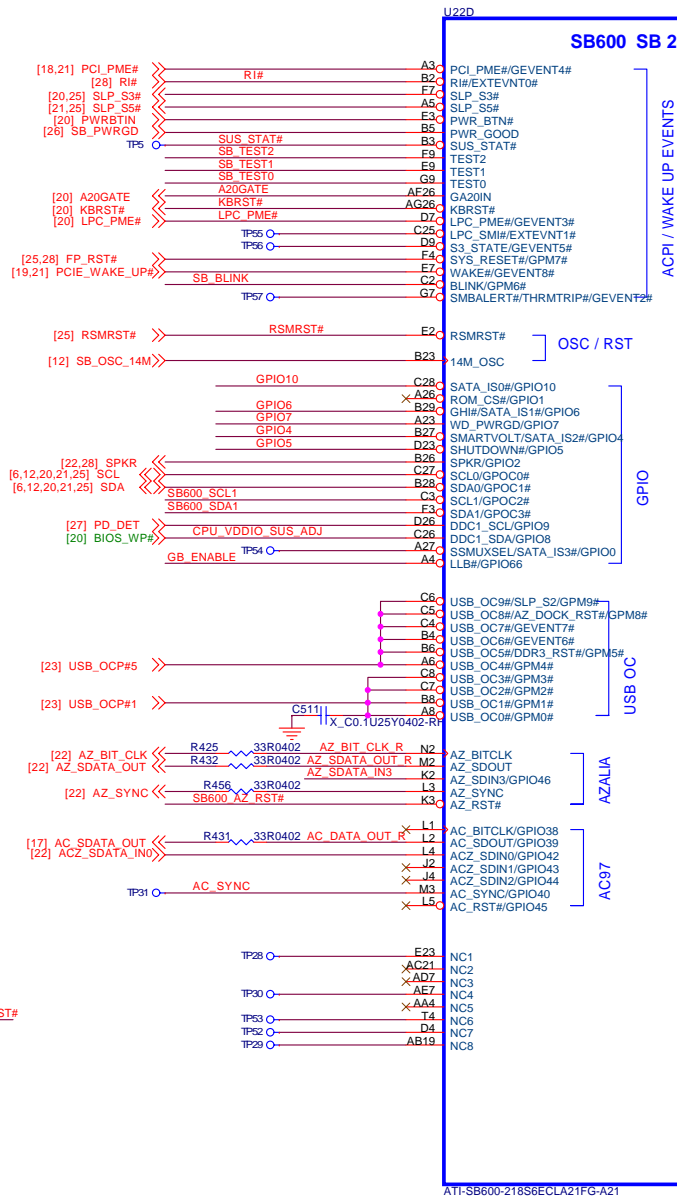 U22D
SB600 SB 2
[18,21] PCI_PME# A3 PCI_PME#/GEVENT4#
[28] RI# RI# B2 RI#/EXTEVNT0#
[20,25] SLP_S3# F7 SLP_S3#
[21,25] SLP_S5# A5 SLP_S5#
[20] PWRBTIN E3 PWR_BTN#
[26] SB_PWRGD B5 PWR_GOOD
TP5 SUS_STAT# B3 SUS_STAT#
SB_TEST2 F9 TEST2
SB_TEST1 E9 TEST1
SB_TEST0 G9 TEST0
[20] A20GATE A20GATE AF26 GA20IN
[20] KBRST# KBRST# AG26 KBRST#
[20] LPC_PME# LPC_PME# D7 LPC_PME#/GEVENT3#
TP55 C25 LPC_SMI#/EXTEVNT1#
TP56 D9 S3_STATE/GEVENT5#
[25,28] FP_RST# F4 SYS_RESET#/GPM7#
[19,21] PCIE_WAKE_UP# E7 WAKE#/GEVENT8#
SB_BLINK C2 BLINK/GPM6#
TP57 G7 SMBALERT#/THRMTRIP#/GEVENT2#
ACPI / WAKE UP EVENTS
[25] RSMRST# RSMRST# E2 RSMRST#
OSC / RST
[12] SB_OSC_14M B23 14M_OSC
GPIO10 C28 SATA_IS0#/GPIO10
A26 ROM_CS#/GPIO1
GPIO6 B29 GHI#/SATA_IS1#/GPIO6
GPIO7 A23 WD_PWRGD/GPIO7
GPIO4 B27 SMARTVOLT/SATA_IS2#/GPIO4
GPIO5 D23 SHUTDOWN#/GPIO5
[22,28] SPKR B26 SPKR/GPIO2
[6,12,20,21,25] SCL C27 SCL0/GPOC0#
[6,12,20,21,25] SDA B28 SDA0/GPOC1#
SB600_SCL1 C3 SCL1/GPOC2#
SB600_SDA1 F3 SDA1/GPOC3#
[27] PD_DET D26 DDC1_SCL/GPIO9
[20] BIOS_WP# CPU_VDDIO_SUS_ADJ C26 DDC1_SDA/GPIO8
TP54 A27 SSMUXSEL/SATA_IS3#/GPIO0
GB_ENABLE A4 LLB#/GPIO66
GPIO
C6 USB_OC9#/SLP_S2/GPM9#
C5 USB_OC8#/AZ_DOCK_RST#/GPM8#
C4 USB_OC7#/GEVENT7#
B4 USB_OC6#/GEVENT6#
B6 USB_OC5#/DDR3_RST#/GPM5#
[23] USB_OCP#5 A6 USB_OC4#/GPM4#
C8 USB_OC3#/GPM3#
C7 USB_OC2#/GPM2#
[23] USB_OCP#1 B8 USB_OC1#/GPM1#
C511 A8 USB_OC0#/GPM0#
X_C0.1U25Y0402-RH
USB OC
[22] AZ_BIT_CLK R425 33R0402 AZ_BIT_CLK_R N2 AZ_BITCLK
[22] AZ_SDATA_OUT R432 33R0402 AZ_SDATA_OUT_R M2 AZ_SDOUT
AZ_SDATA_IN3 K2 AZ_SDIN3/GPIO46
[22] AZ_SYNC R456 33R0402 L3 AZ_SYNC
SB600_AZ_RST# K3 AZ_RST#
AZALIA
L1 AC_BITCLK/GPIO38
[17] AC_SDATA_OUT R431 33R0402 AC_DATA_OUT_R L2 AC_SDOUT/GPIO39
[22] ACZ_SDATA_IN0 L4 ACZ_SDIN0/GPIO42
J2 ACZ_SDIN1/GPIO43
J4 ACZ_SDIN2/GPIO44
TP31 AC_SYNC M3 AC_SYNC/GPIO40
L5 AC_RST#/GPIO45
AC97
TP28 E23 NC1
AC21 NC2
AD7 NC3
TP30 AE7 NC4
AA4 NC5
ST# TP53 T4 NC6
TP52 D4 NC7
TP29 AB19 NC8
ATI-SB600-218S6ECLA21FG-A21